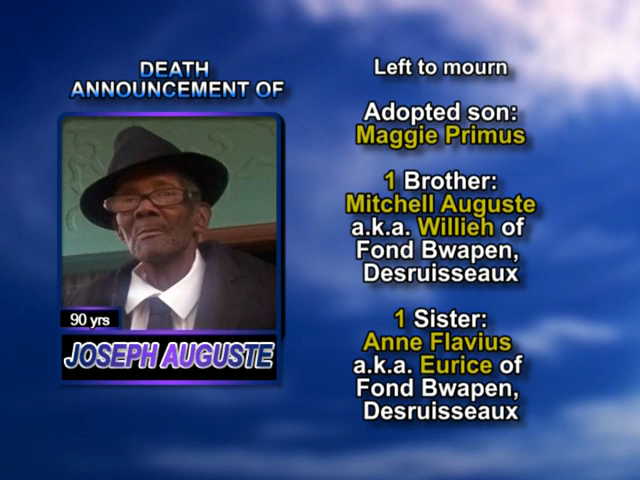 DEATH
ANNOUNCEMENT OF
90 yrs
JOSEPH AUGUSTE
Left to mourn
Adopted son:
Maggie Primus
1 Brother:
Mitchell Auguste
a.k.a. Willieh of
Fond Bwapen,
Desruisseaux
1 Sister:
Anne Flavius
a.k.a. Eurice of
Fond Bwapen,
Desruisseaux